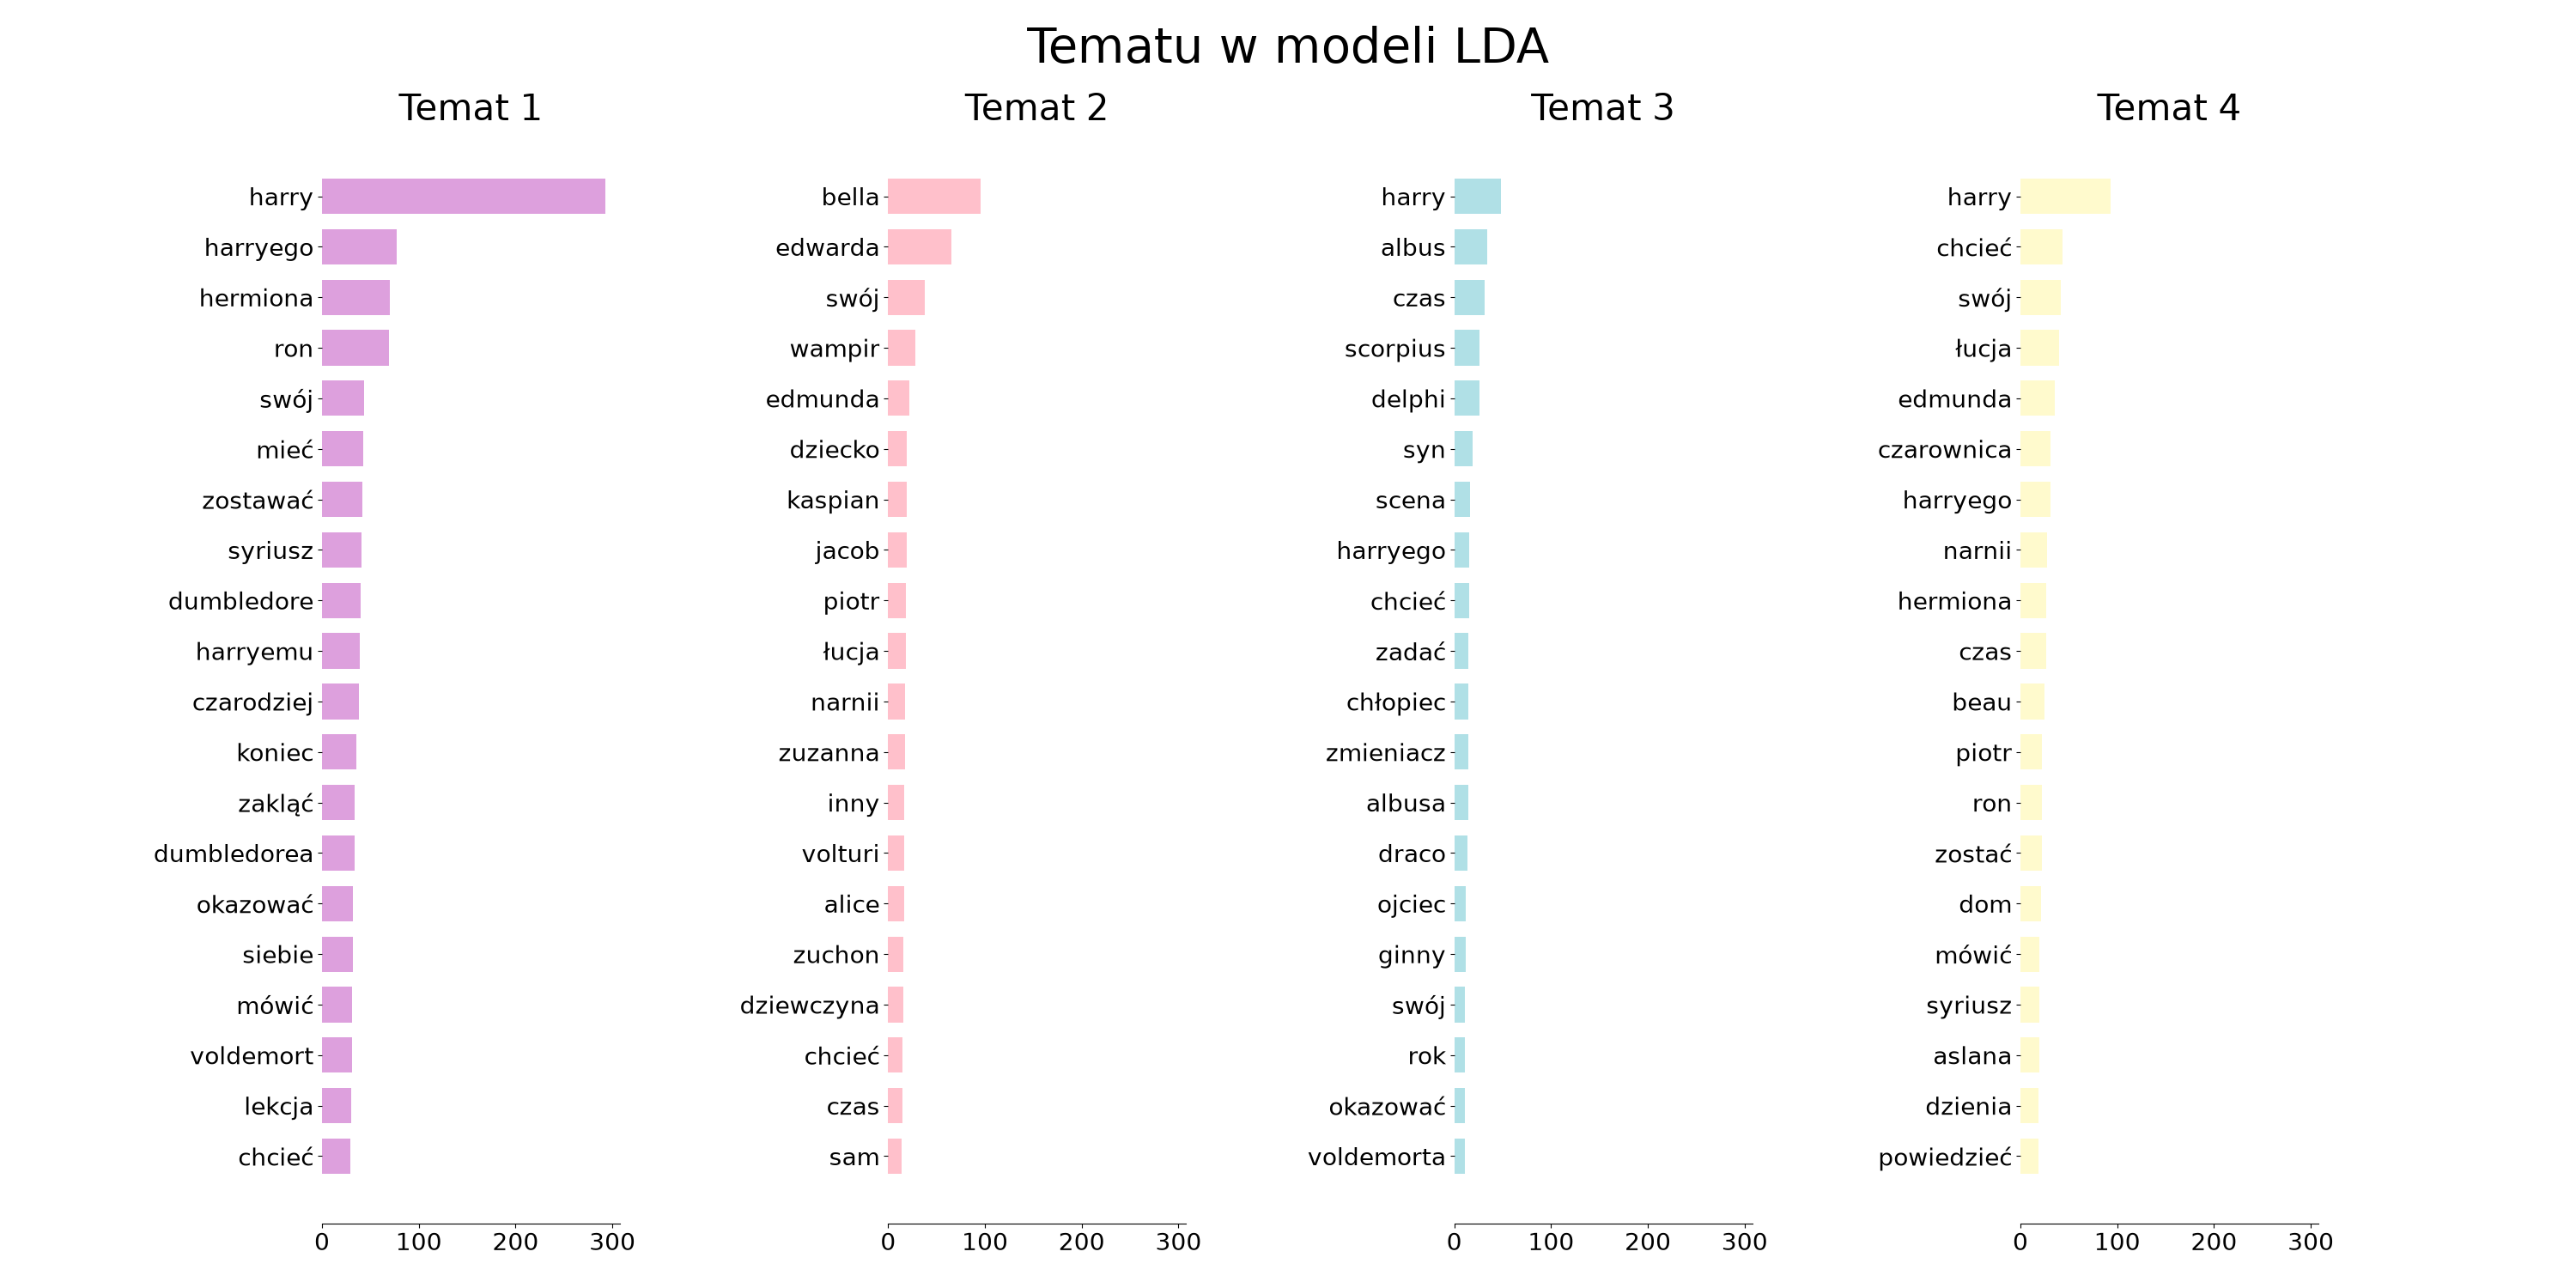 Tematu w modeli LDA
Temat 1
harry
harryego
hermiona
ron
swój
mieć
zostawać
syriusz
dumbledore
harryemu
czarodziej
koniec
zakląć
dumbledorea
okazować
siebie
mówić
voldemort
lekcja
chcieć
0 100 200 300
Temat 2
bella
edwarda
swój
wampir
edmunda
dziecko
kaspian
jacob
piotr
łucja
narnii
zuzanna
inny
volturi
alice
zuchon
dziewczyna
chcieć
czas
sam
0 100 200 300
Temat 3
harry
albus
czas
scorpius
delphi
syn
scena
harryego
chcieć
zadać
chłopiec
zmieniacz
albusa
draco
ojciec
ginny
swój
rok
okazować
voldemorta
0 100 200 300
Temat 4
harry
chcieć
swój
łucja
edmunda
czarownica
harryego
narnii
hermiona
czas
beau
piotr
ron
zostać
dom
mówić
syriusz
aslana
dzienia
powiedzieć
0 100 200 300